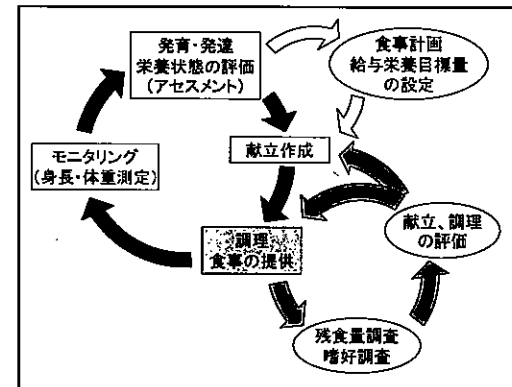 発育・発達
栄養状態の評価
(アセスメント)
食事計画
給与栄養目標量
の設定
献立作成
モニタリング
(身長・体重測定)
調理
食事の提供
献立、調理
の評価
残食量調査
嗜好調査